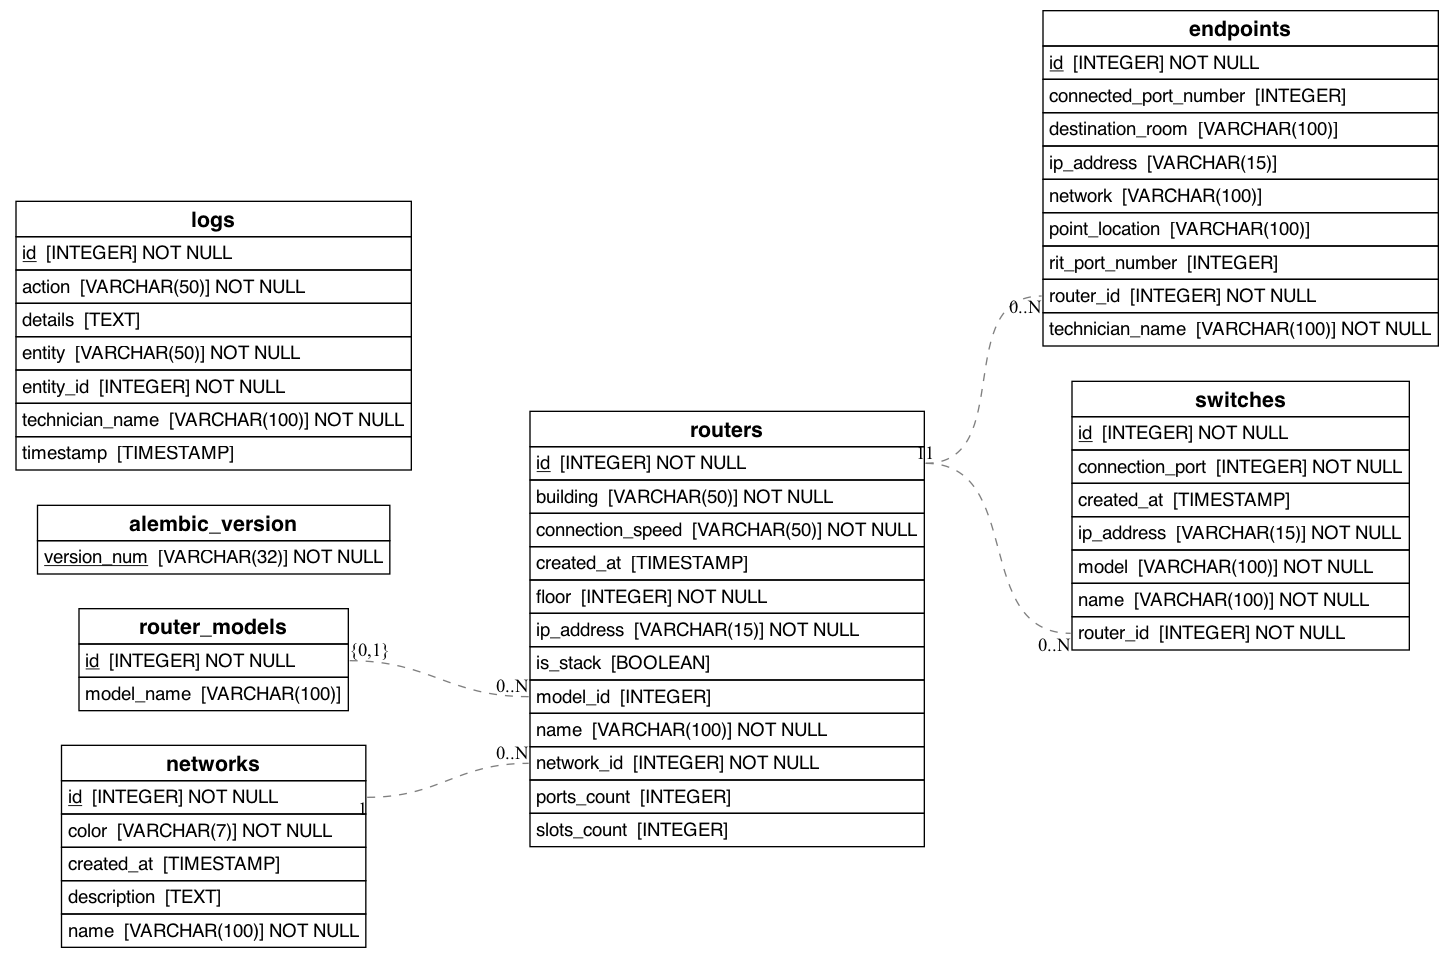 logs
id [INTEGER] NOT NULL
action [VARCHAR(50)] NOT NULL
details [TEXT]
entity [VARCHAR(50)] NOT NULL
entity_id [INTEGER] NOT NULL
technician_name [VARCHAR(100)] NOT NULL
timestamp [TIMESTAMP]
alembic_version
version_num [VARCHAR(32)] NOT NULL
router_models
id [INTEGER] NOT NULL
model_name [VARCHAR(100)]
{0,1}
0..N
networks
id [INTEGER] NOT NULL
color [VARCHAR(7)] NOT NULL
created_at [TIMESTAMP]
description [TEXT]
name [VARCHAR(100)] NOT NULL
1
0..N
routers
id [INTEGER] NOT NULL
building [VARCHAR(50)] NOT NULL
connection_speed [VARCHAR(50)] NOT NULL
created_at [TIMESTAMP]
floor [INTEGER] NOT NULL
ip_address [VARCHAR(15)] NOT NULL
is_stack [BOOLEAN]
model_id [INTEGER]
name [VARCHAR(100)] NOT NULL
network_id [INTEGER] NOT NULL
ports_count [INTEGER]
slots_count [INTEGER]
11
0..N
0..N
endpoints
id [INTEGER] NOT NULL
connected_port_number [INTEGER]
destination_room [VARCHAR(100)]
ip_address [VARCHAR(15)]
network [VARCHAR(100)]
point_location [VARCHAR(100)]
rit_port_number [INTEGER]
router_id [INTEGER] NOT NULL
technician_name [VARCHAR(100)] NOT NULL
switches
id [INTEGER] NOT NULL
connection_port [INTEGER] NOT NULL
created_at [TIMESTAMP]
ip_address [VARCHAR(15)] NOT NULL
model [VARCHAR(100)] NOT NULL
name [VARCHAR(100)] NOT NULL
router_id [INTEGER] NOT NULL